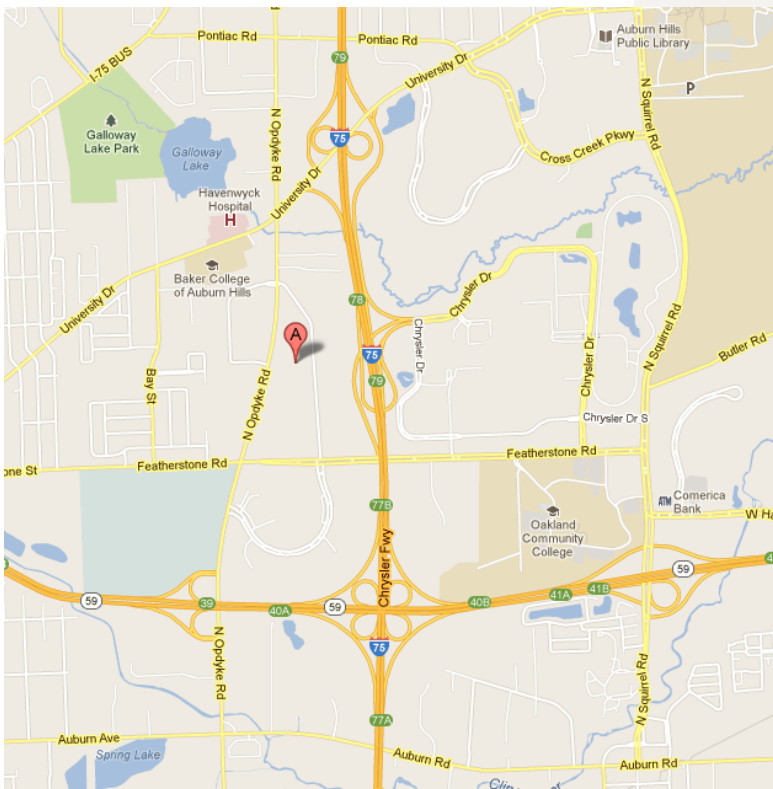 Pontiac Rd
Pontiac Rd
Auburn Hills
Public Library
I-75 BUS
79
University Dr
N Squirrel Rd
P
Galloway
Lake Park
N Opdyke Rd
75
Galloway
Lake
Cross Creek Pkwy
University Dr
Havenwyck
Hospital
H
Baker College
of Auburn Hills
University Dr
78
Chrysler Dr
N Squirrel Rd
A
75
Chrysler Dr
Chrysler Dr
Butler Rd
79
Bay St
N Opdyke Rd
Chrysler Dr S
Featherstone Rd
one St
Featherstone Rd
77B
ATM
Comerica
Bank
Oakland
Community
College
W Ha
Chrysler Fwy
59
39
40A
59
40B
41A
41B
59
4
75
N Opdyke Rd
N Squirrel Rd
77A
Auburn Ave
Spring Lake
Auburn Rd
Auburn Rd